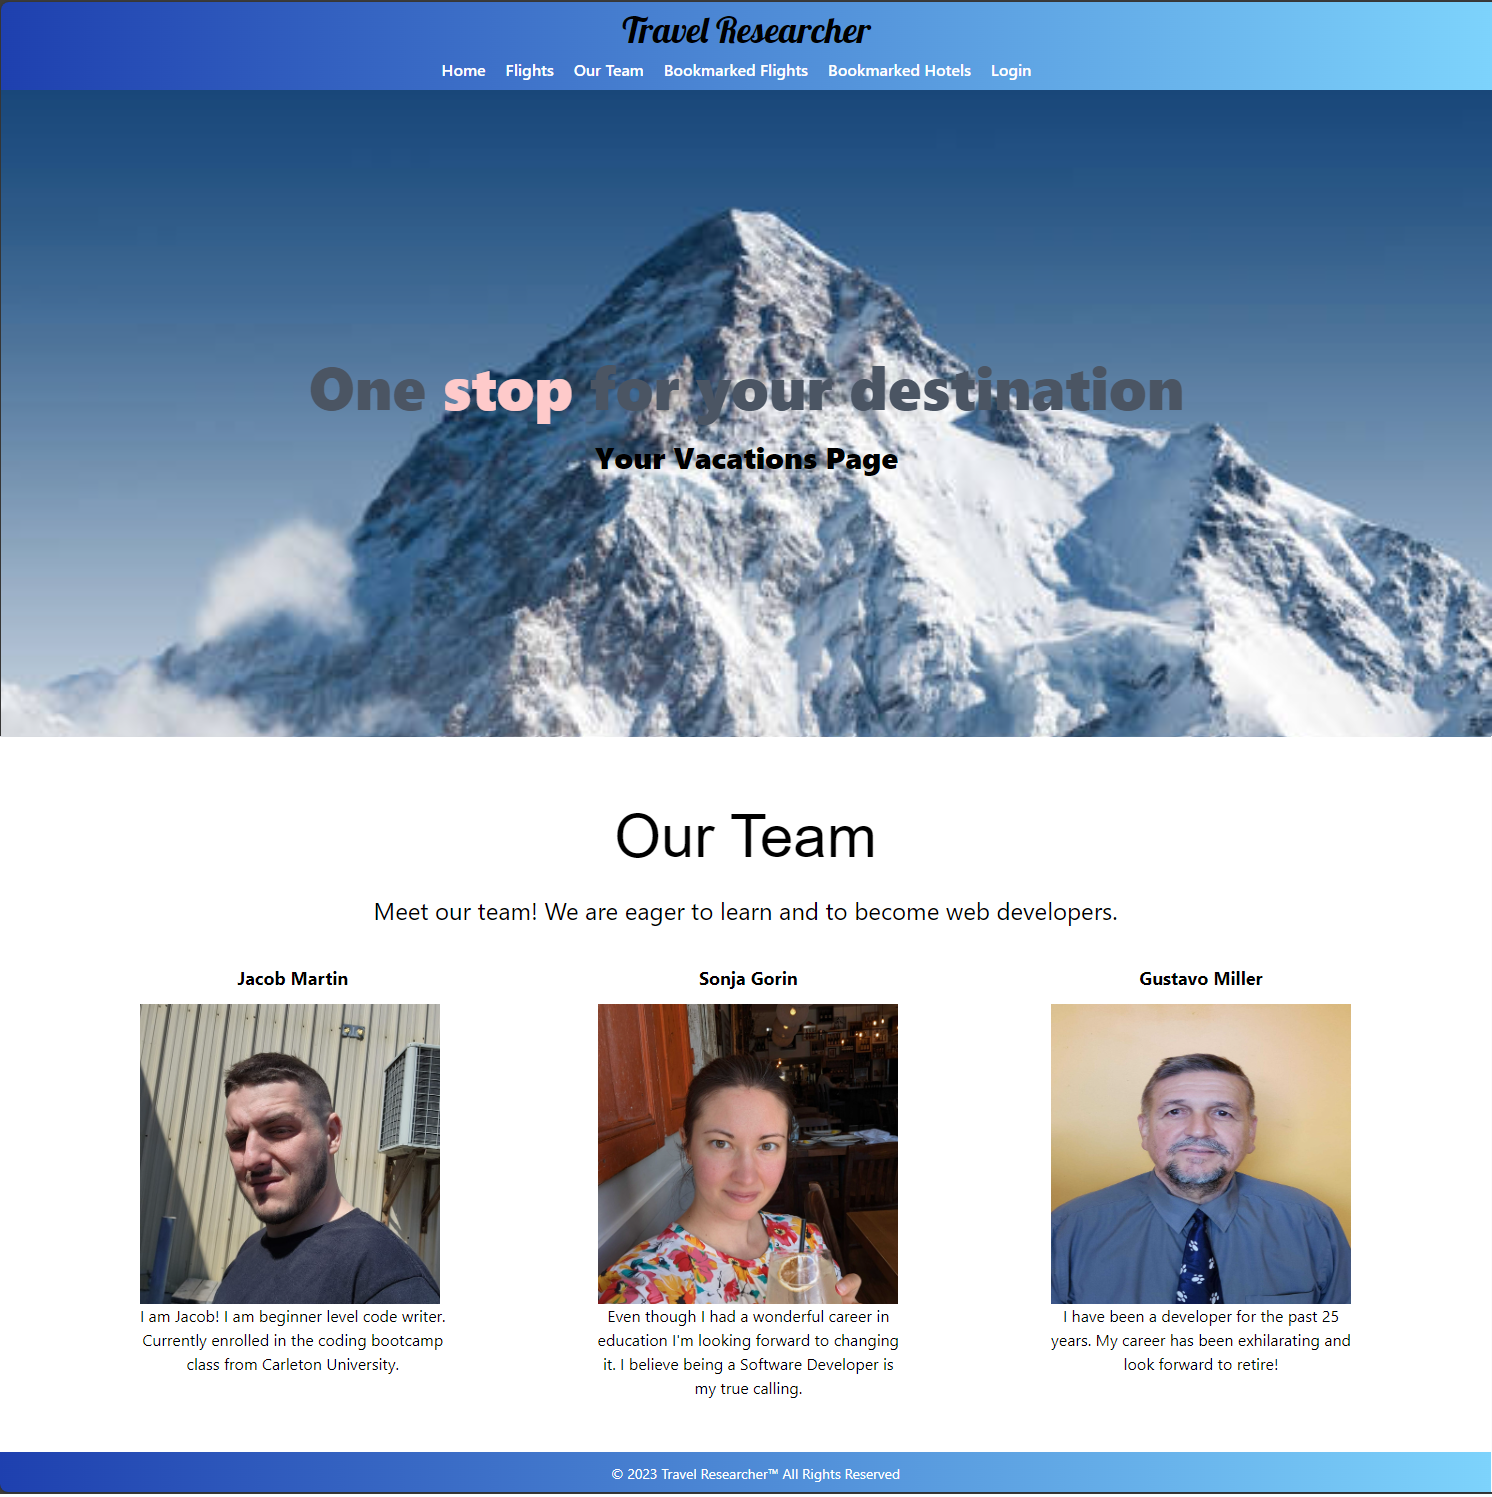 Travel Researcher
Home Flights Our Team Bookmarked Flights Bookmarked Hotels Login
One stop for your destination
Your Vacations Page
Our Team
Meet our team! We are eager to learn and to become web developers.
Jacob Martin
I am Jacob! I am beginner level code writer.
Currently enrolled in the coding bootcamp
class from Carleton University.
Sonja Gorin
Even though I had a wonderful career in
education I'm looking forward to changing
it. I believe being a Software Developer is
my true calling.
Gustavo Miller
I have been a developer for the past 25
years. My career has been exhilarating and
look forward to retire!
© 2023 Travel Researcher™ All Rights Reserved